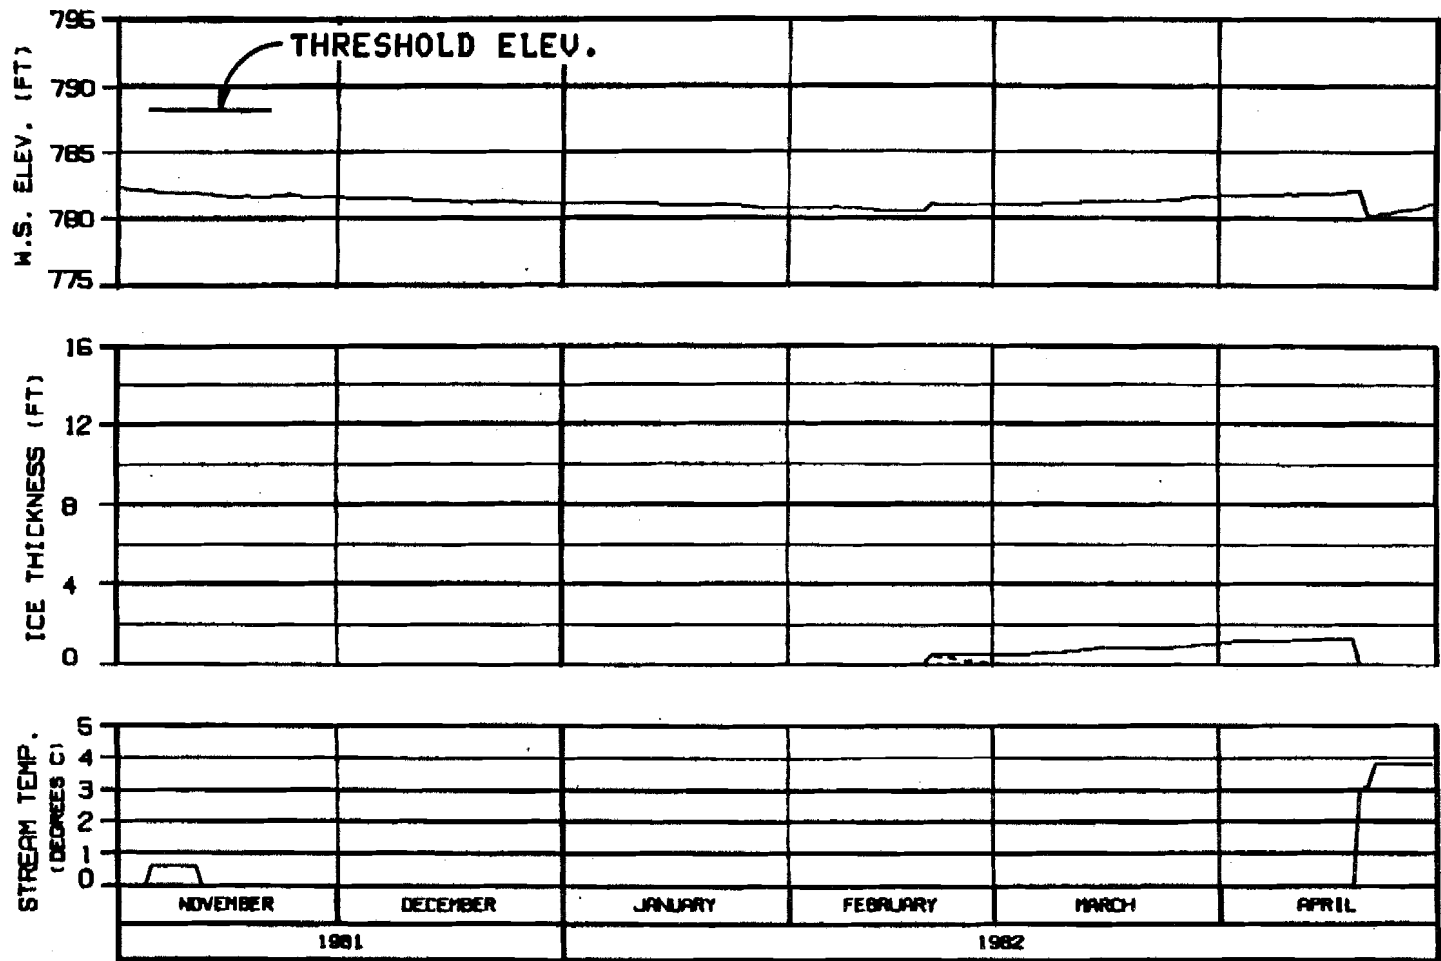 795
THRESHOLD ELEV.
790
785
780
775
W.S. ELEV. (FT)
16
12
8
4
0
ICE THICKNESS (FT)
5
4
3
2
1
0
STREAM TEMP.
(DEGREES C)
NOVEMBER DECEMBER JANUARY FEBRUARY MARCH APRIL
1981 1982